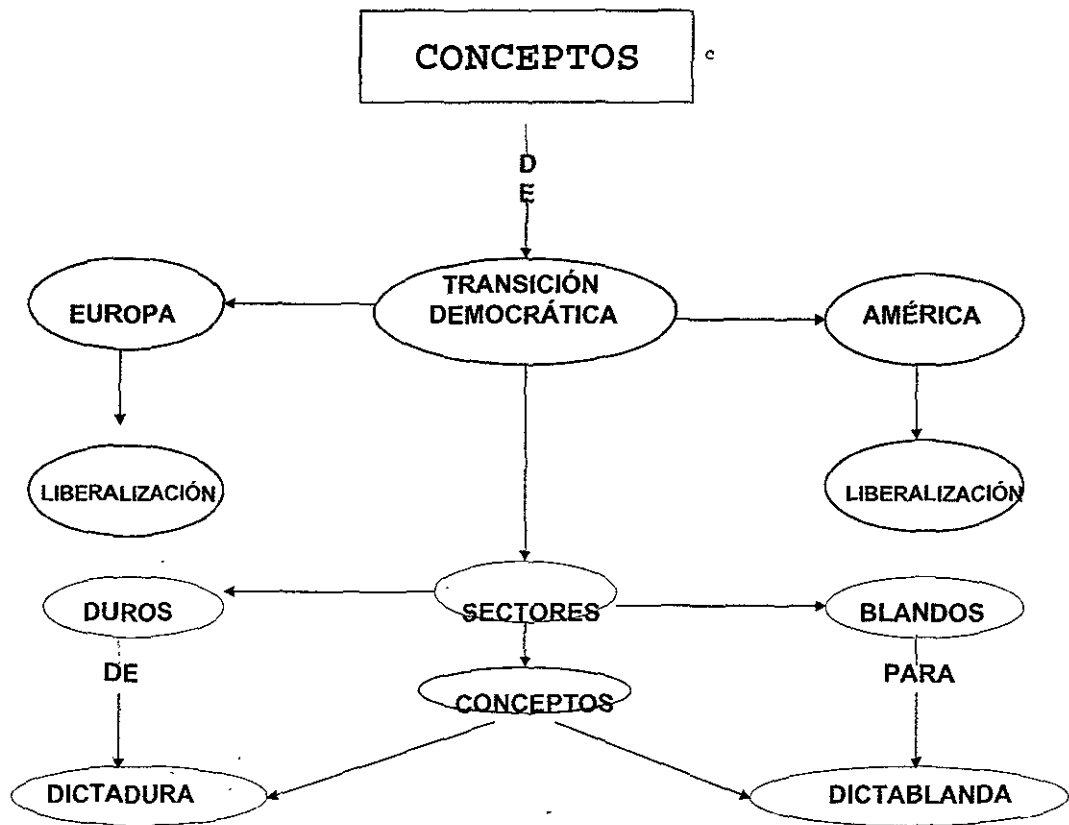 CONCEPTOS
c
D
E
TRANSICIÓN
DEMOCRÁTICA
EUROPA
AMÉRICA
LIBERALIZACIÓN
LIBERALIZACIÓN
DUROS
SECTORES
BLANDOS
DE
PARA
CONCEPTOS
DICTADURA
DICTABLANDA